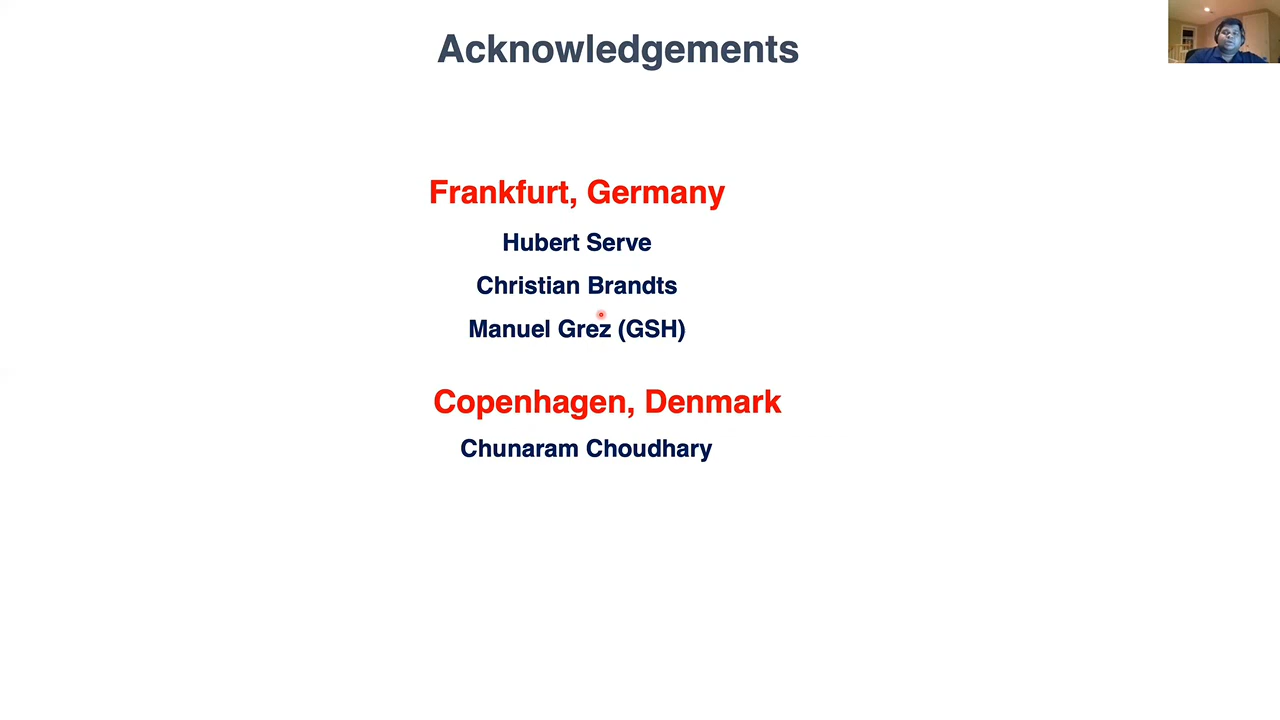 Acknowledgements
Frankfurt, Germany
Hubert Serve
Christian Brandts
Manuel Grez (GSH)
Copenhagen, Denmark
Chunaram Choudhary